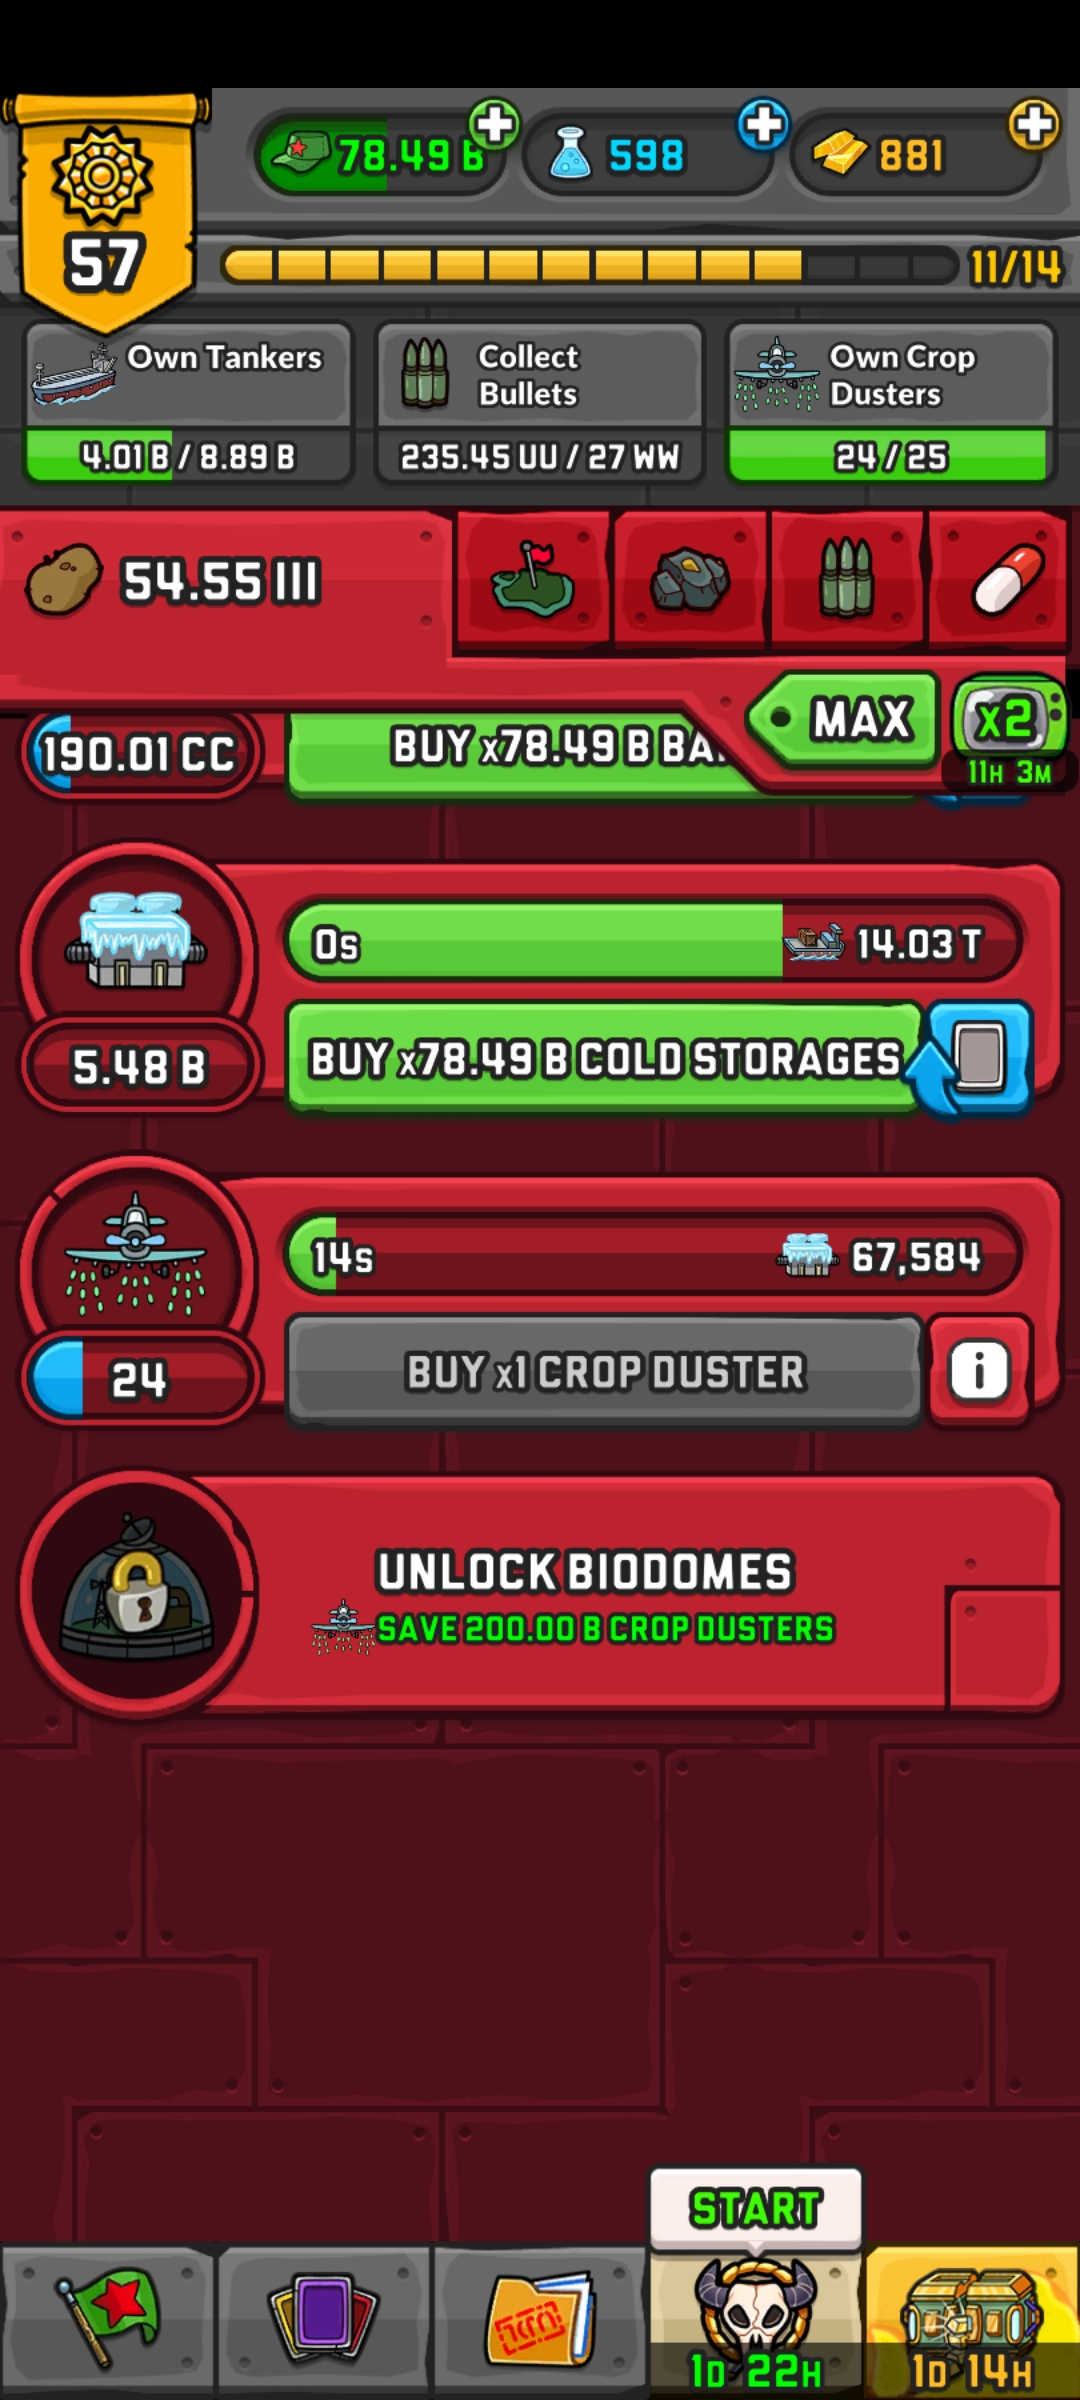 78.49 B
598
881
57
11/14
Own Tankers
4.01 B / 8.89 B
Collect
Bullets
235.45 UU / 27 WW
Own Crop
Dusters
24 / 25
54.55 III
MAX
x2
11H 3M
190.01 CC
BUY x78.49 B BA
0s
14.03 T
5.48 B
BUY x78.49 B COLD STORAGES
14s
67,584
24
BUY x1 CROP DUSTER
i
UNLOCK BIODOMES
SAVE 200.00 B CROP DUSTERS
START
1D 22H
1D 14H